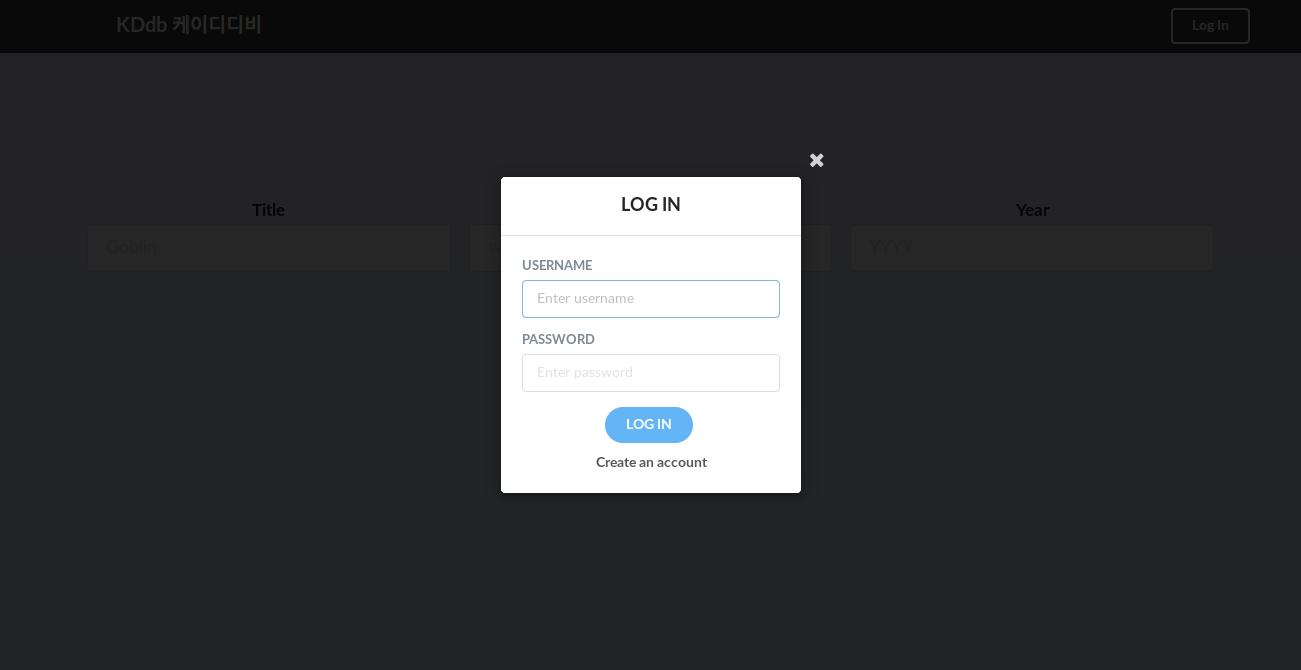 KDdb 케이디디비
Log In
LOG IN
Title
Year
Goblin
YYYY
USERNAME
Enter username
PASSWORD
Enter password
LOG IN
Create an account